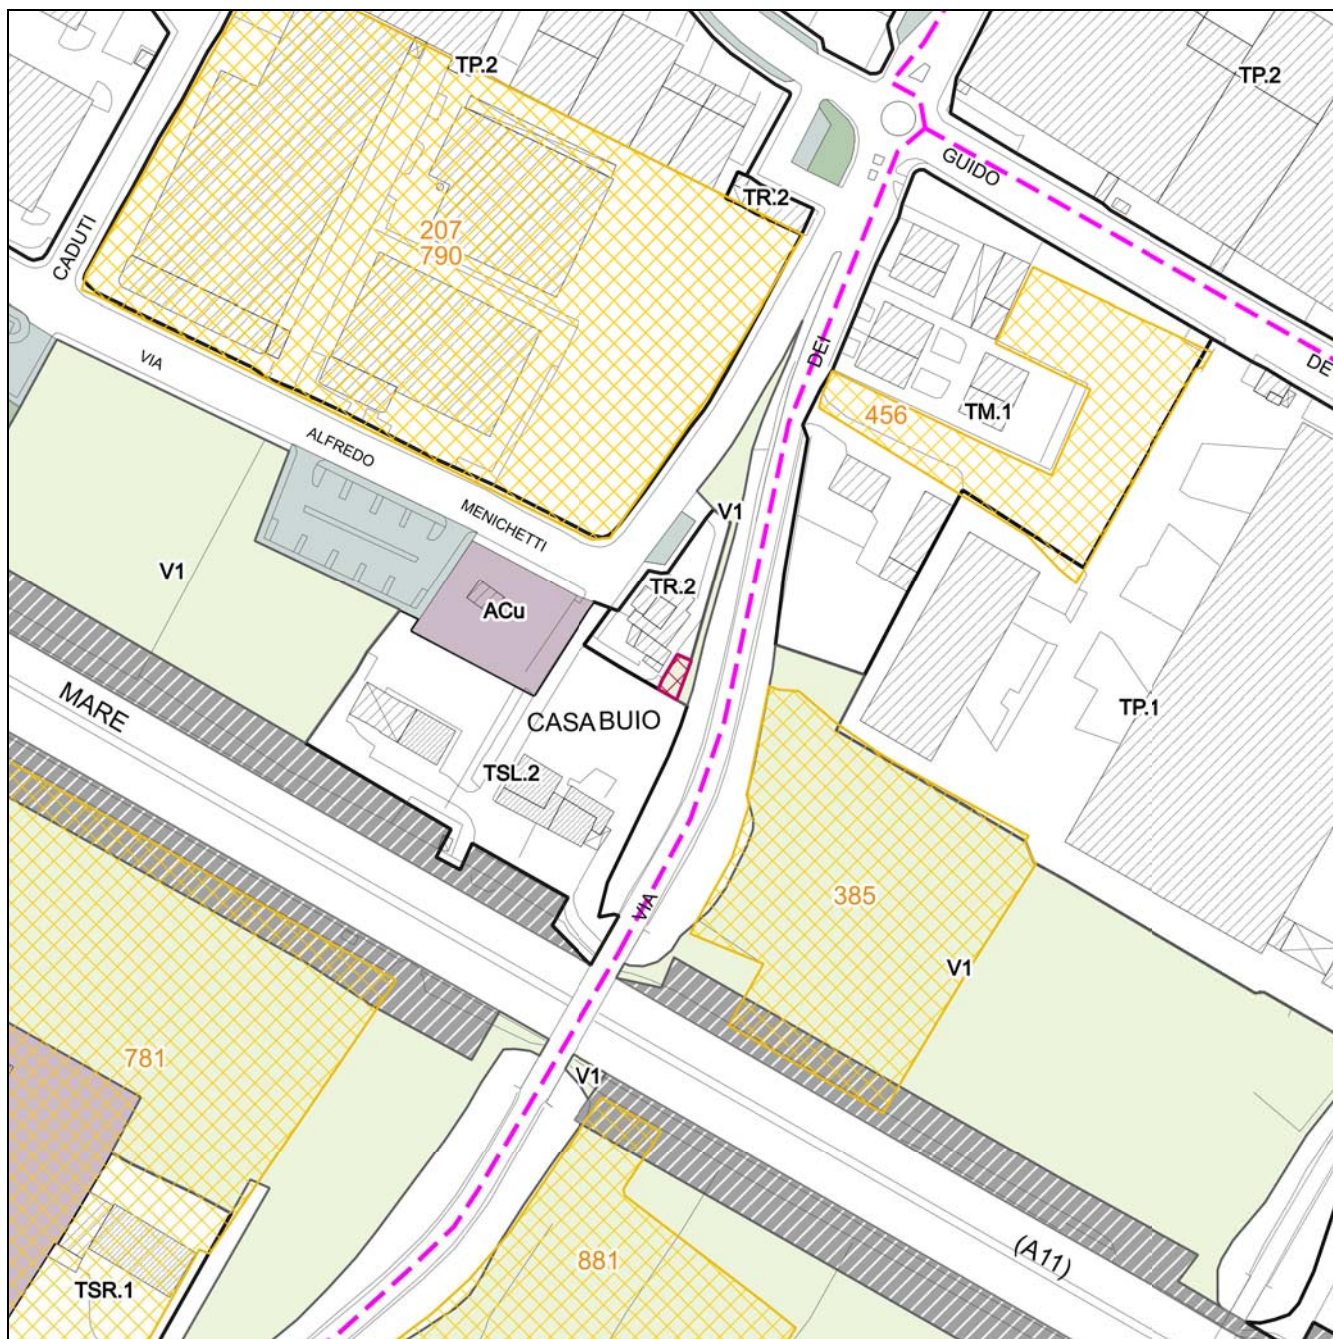 TP.2
TP.2
GUIDO
TR.2
207
790
CADUTI
DEI
DE
VIA
456
TM.1
ALFREDO
MENICHETTI
V1
V1
TR.2
ACu
MARE
CASA BUIO
TP.1
TSL.2
385
VIA
V1
781
V1
(A11)
881
TSR.1